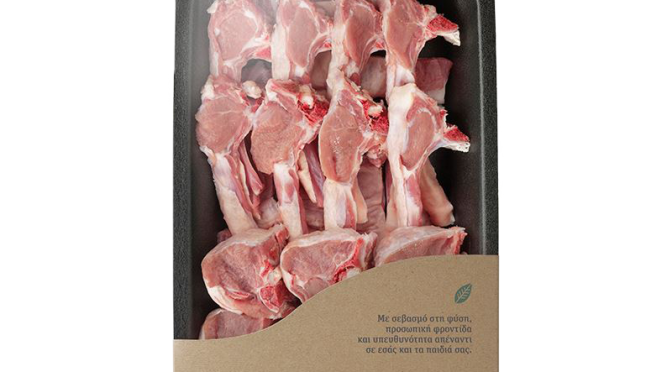 Με σεβασμό στη φύση,
προσωπική φροντίδα
και υπευθυνότητα απέναντι
σε εσάς και τα παιδιά σας.